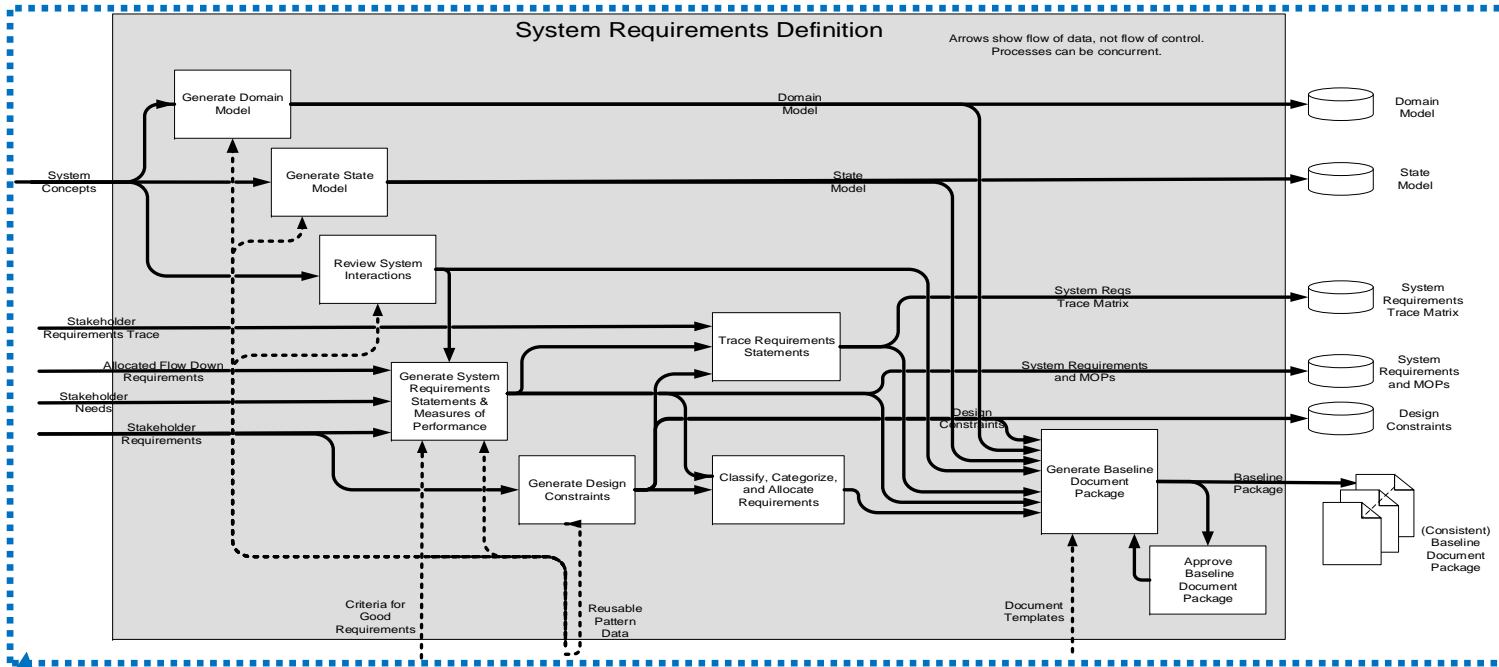 System Requirements Definition
Arrows show flow of data, not flow of control.
Processes can be concurrent.
Generate Domain
Model
Domain
Model
Domain
Model
System
Concepts
Generate State
Model
State
Model
State
Model
Review System
Interactions
System Reqs
Trace Matrix
System
Requirements
Trace Matrix
Stakeholder
Requirements Trace
Trace Requirements
Statements
Allocated Flow Down
Requirements
Generate System
Requirements
Statements &
Measures of
Performance
System Requirements
and MOPs
System
Requirements
and MOPs
Stakeholder
Needs
Stakeholder
Requirements
Design
Constraints
Design
Constraints
Generate Design
Constraints
Classify, Categorize,
and Allocate
Requirements
Generate Baseline
Document
Package
Baseline
Package
(Consistent)
Baseline
Document
Package
Approve
Baseline
Document
Package
Criteria for
Good
Requirements
Reusable
Pattern
Data
Document
Templates